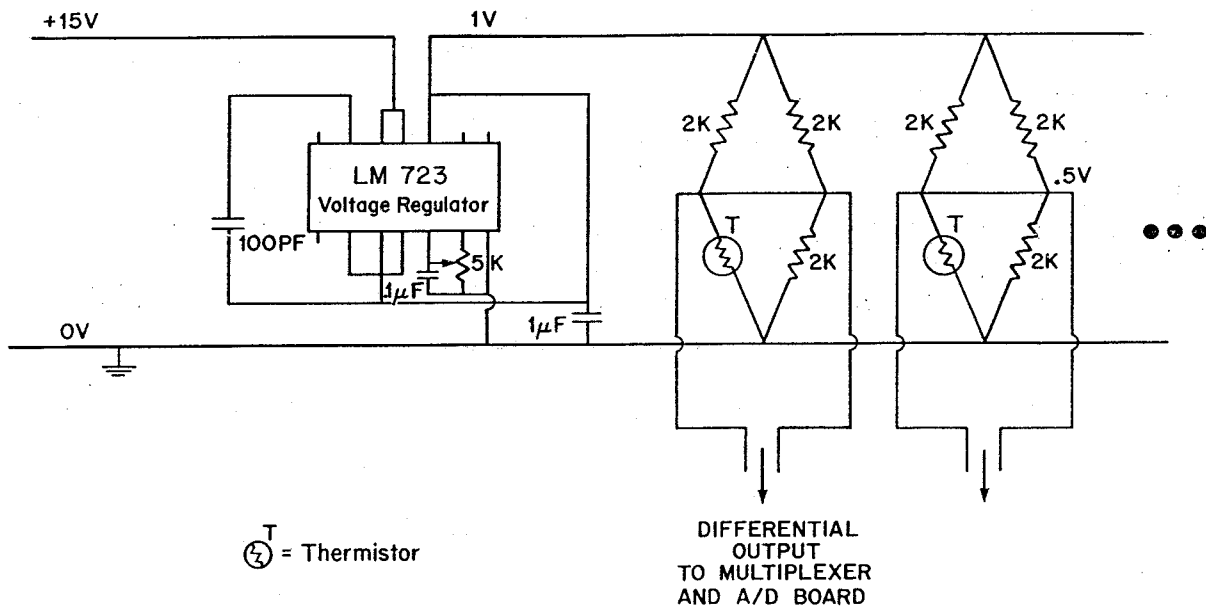 +15V
1V
2K
2K
2K
2K
LM 723
Voltage Regulator
.5V
100PF
T
T
5K
2K
2K
.1μF
1μF
0V
T
= Thermistor
DIFFERENTIAL
OUTPUT
TO MULTIPLEXER
AND A/D BOARD